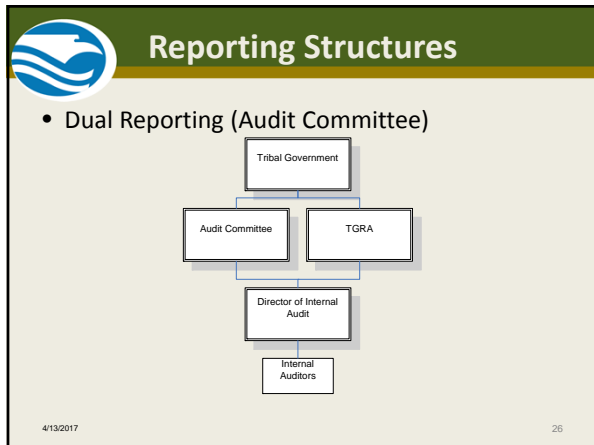 Reporting Structures
• Dual Reporting (Audit Committee)
Tribal Government
Audit Committee
TGRA
Director of Internal
Audit
Internal
Auditors
4/13/2017
26